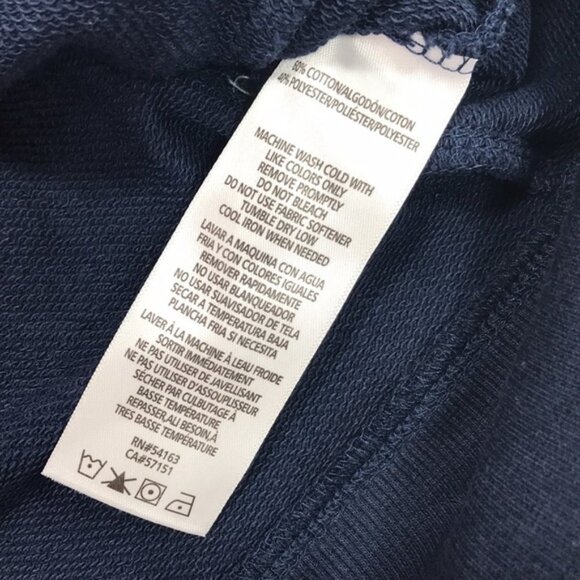 60% COTTON/ALGODÓN/COTON
40% POLYESTER/POLIÉSTER/POLYESTER
MACHINE WASH COLD WITH
LIKE COLORS ONLY
REMOVE PROMPTLY
DO NOT BLEACH
DO NOT USE FABRIC SOFTENER
TUMBLE DRY LOW
COOL IRON WHEN NEEDED
LAVAR A MAQUINA CON AGUA
FRIA Y CON COLORES IGUALES
REMOVER RAPIDAMENTE
NO USAR BLANQUEADOR
NO USAR SUAVISADOR DE TELA
SECAR A TEMPERATURA BAJA
PLANCHA FRIA SI NECESITA
LAVER À LA MACHINE À L'EAU FROIDE
SORTIR IMMÉDIATEMENT
NE PAS UTILISER DE JAVELLISANT
NE PAS UTILISER D'ASSOUPLISSEUR
SÉCHER PAR CULBUTAGE À
BASSE TEMPÉRATURE
REPASSER, AU BESOIN, À
TRES BASSE TEMPÉRATURE
RN#54163
CA#57151